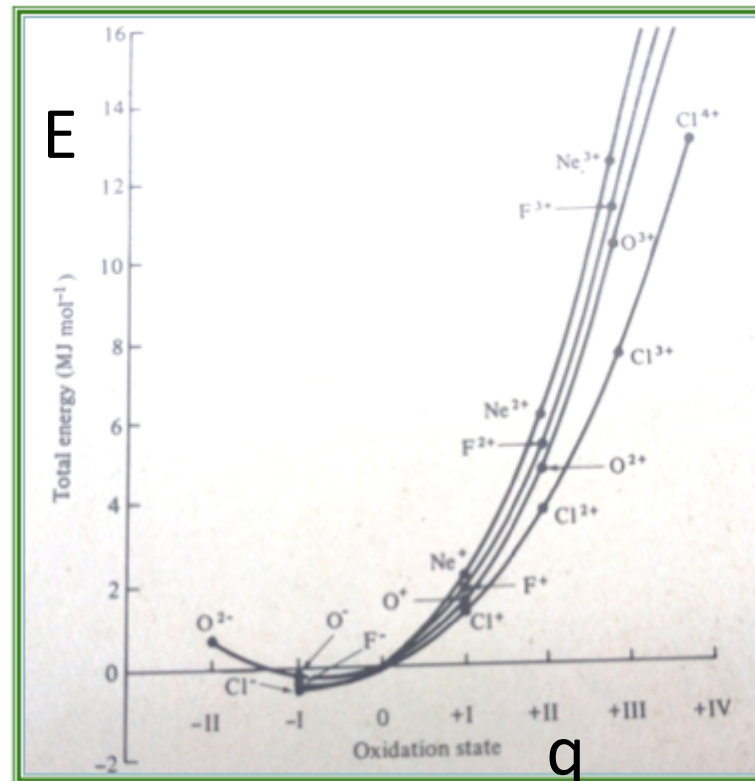 16
14
E
Cl⁴⁺
Ne³⁺
12
F³⁺
O³⁺
10
Total energy (MJ mol⁻¹)
8
Cl³⁺
6
Ne²⁺
F²⁺
O²⁺
4
Cl²⁺
Ne⁺
2
O⁺
F⁺
Cl⁺
O²⁻
O⁻
F⁻
0
Cl⁻
-II
-I
0
+I
+II
+III
+IV
Oxidation state
q
-2